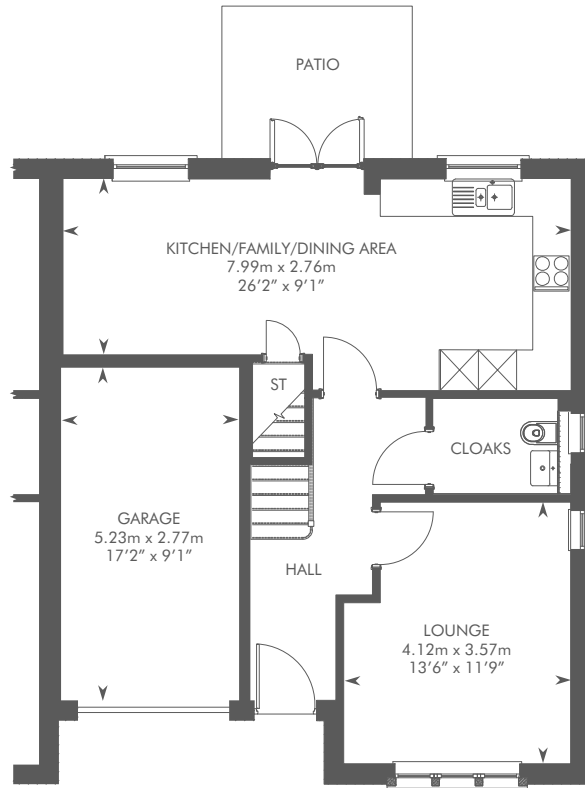 PATIO
KITCHEN/FAMILY/DINING AREA
7.99m x 2.76m
26’2” x 9’1”
ST
CLOAKS
GARAGE
5.23m x 2.77m
17’2” x 9’1”
HALL
LOUNGE
4.12m x 3.57m
13’6” x 11’9”